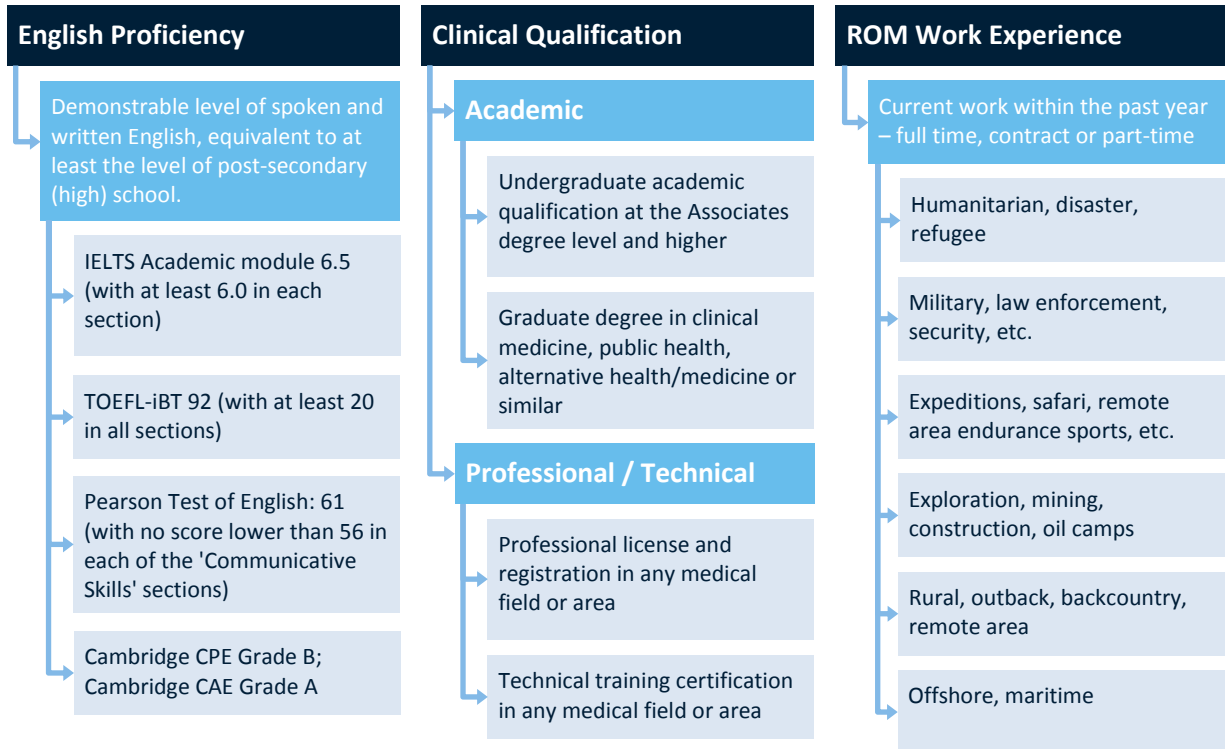 English Proficiency
Demonstrable level of spoken and
written English, equivalent to at
least the level of post-secondary
(high) school.
IELTS Academic module 6.5
(with at least 6.0 in each
section)
TOEFL-iBT 92 (with at least 20
in all sections)
Pearson Test of English: 61
(with no score lower than 56 in
each of the 'Communicative
Skills' sections)
Cambridge CPE Grade B;
Cambridge CAE Grade A
Clinical Qualification
Academic
Undergraduate academic
qualification at the Associates
degree level and higher
Graduate degree in clinical
medicine, public health,
alternative health/medicine or
similar
Professional / Technical
Professional license and
registration in any medical
field or area
Technical training certification
in any medical field or area
ROM Work Experience
Current work within the past year
– full time, contract or part-time
Humanitarian, disaster,
refugee
Military, law enforcement,
security, etc.
Expeditions, safari, remote
area endurance sports, etc.
Exploration, mining,
construction, oil camps
Rural, outback, backcountry,
remote area
Offshore, maritime